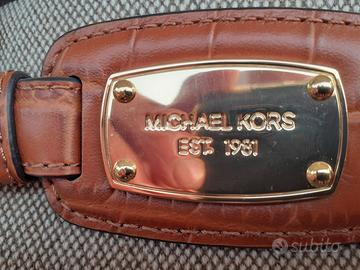 MICHAEL KORS
EST. 1981
subito